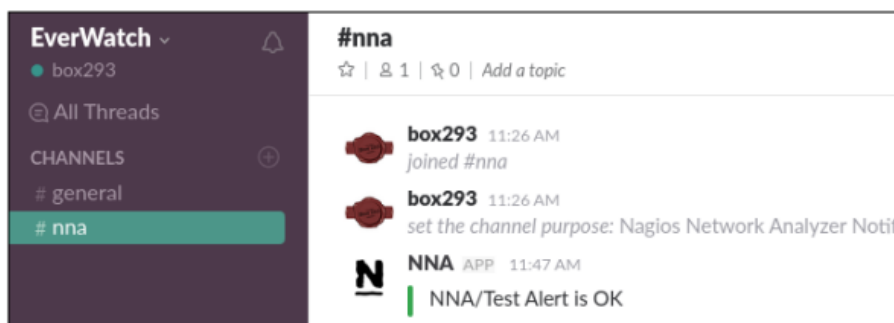 EverWatch
box293
All Threads
CHANNELS
# general
# nna
#nna
1 | 0 | Add a topic
box293 11:26 AM
joined #nna
box293 11:26 AM
set the channel purpose: Nagios Network Analyzer Notif
N
NNA APP 11:47 AM
NNA/Test Alert is OK